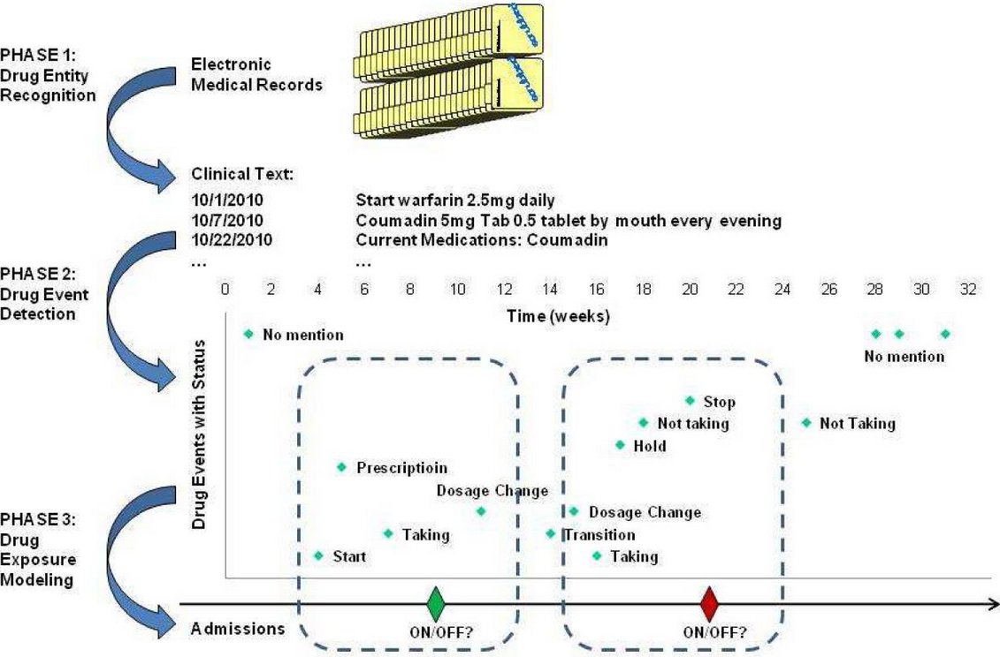 PHASE 1:
Drug Entity
Recognition
Electronic
Medical Records
scrubbed
scrubbed
Clinical Text:
10/1/2010 Start warfarin 2.5mg daily
10/7/2010 Coumadin 5mg Tab 0.5 tablet by mouth every evening
10/22/2010 Current Medications: Coumadin
... ...
PHASE 2:
Drug Event
Detection
0 2 4 6 8 10 12 14 16 18 20 22 24 26 28 30 32
Time (weeks)
Drug Events with Status
No mention
No mention
Stop
Not taking
Not Taking
Hold
Prescriptioin
Dosage Change
Dosage Change
Taking
Transition
Start
Taking
PHASE 3:
Drug
Exposure
Modeling
Admissions
ON/OFF?
ON/OFF?